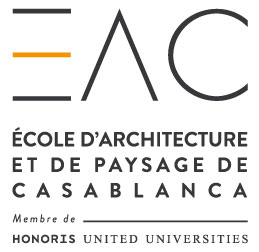 EAC
ÉCOLE D'ARCHITECTURE
ET DE PAYSAGE DE
CASABLANCA
Membre de
HONORIS UNITED UNIVERSITIES